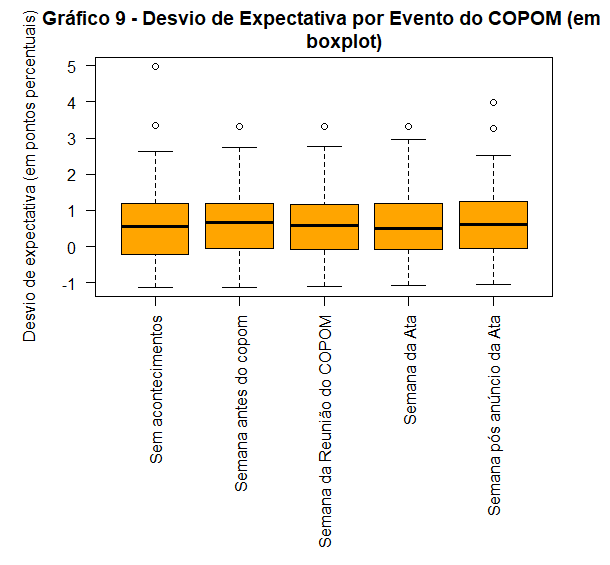 Gráfico 9 - Desvio de Expectativa por Evento do COPOM (em
boxplot)
Desvio de expectativa (em pontos percentuais)
5
4
3
2
1
0
-1
Sem acontecimentos
Semana antes do copom
Semana da Reunião do COPOM
Semana da Ata
Semana pós anúncio da Ata